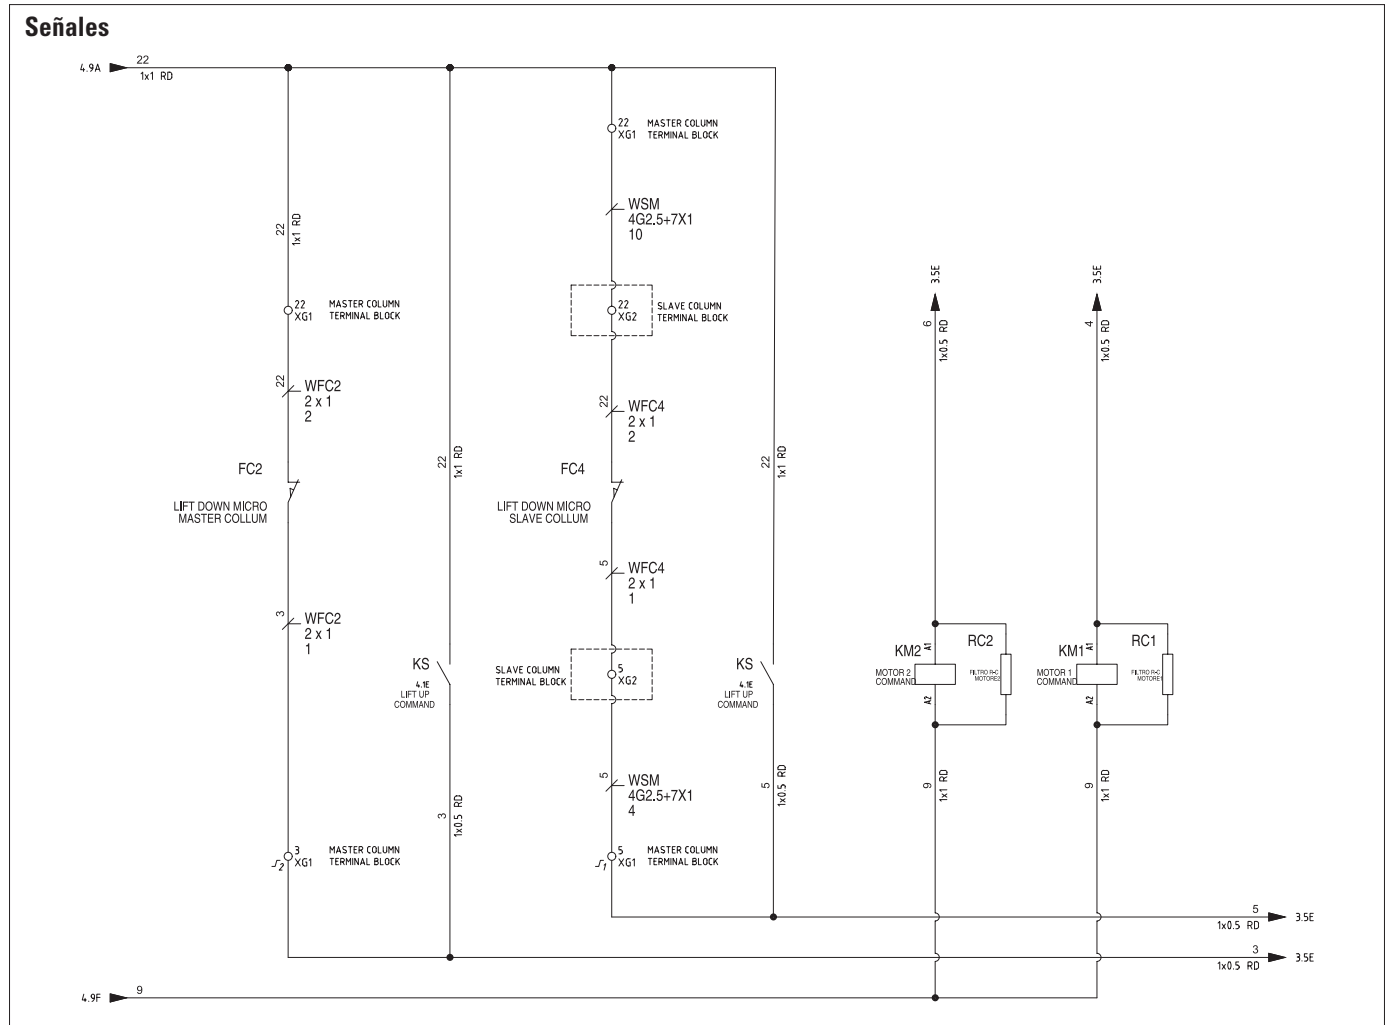 Señales
4.9A
22
1x1 RD
22
1x1 RD
22
XG1
MASTER COLUMN
TERMINAL BLOCK
22
WFC2
2 x 1
2
FC2
LIFT DOWN MICRO
MASTER COLLUM
3
WFC2
2 x 1
1
3
XG1
MASTER COLUMN
TERMINAL BLOCK
22
1x1 RD
KS
4.1E
LIFT UP
COMMAND
3
1x0.5 RD
22
XG1
MASTER COLUMN
TERMINAL BLOCK
WSM
4G2.5+7X1
10
22
XG2
SLAVE COLUMN
TERMINAL BLOCK
22
WFC4
2 x 1
2
FC4
LIFT DOWN MICRO
SLAVE COLLUM
5
WFC4
2 x 1
1
SLAVE COLUMN
TERMINAL BLOCK
5
XG2
5
WSM
4G2.5+7X1
4
5
XG1
MASTER COLUMN
TERMINAL BLOCK
22
1x1 RD
KS
4.1E
LIFT UP
COMMAND
5
1x0.5 RD
3.5E
6
1x0.5 RD
KM2
MOTOR 2
COMMAND
A1
A2
RC2
FILTRO R-C
MOTORE2
9
1x1 RD
3.5E
4
1x0.5 RD
KM1
MOTOR 1
COMMAND
A1
A2
RC1
FILTRO R-C
MOTORE1
9
1x1 RD
5
1x0.5 RD
3.5E
3
1x0.5 RD
3.5E
4.9F
9